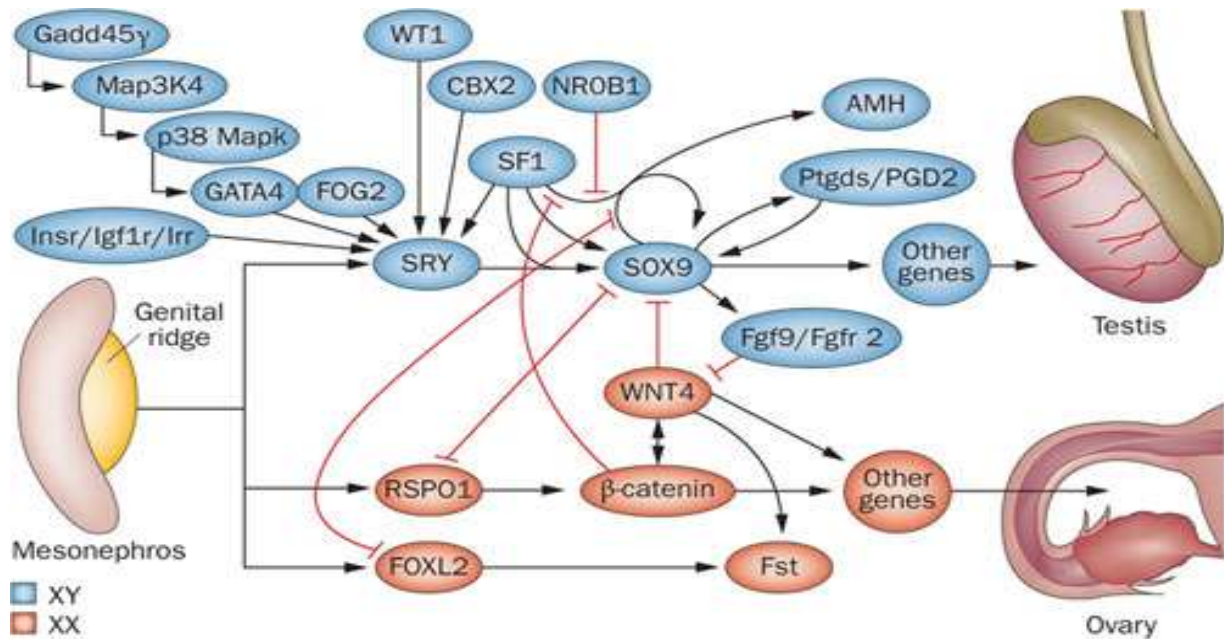 Gadd45γ
WT1
Map3K4
CBX2
NROB1
AMH
p38 Mapk
SF1
GATA4
FOG2
Ptgds/PGD2
Insr/Igf1r/Irr
SRY
SOX9
Other
genes
Genital
ridge
Testis
Fgf9/Fgfr 2
WNT4
RSPO1
β-catenin
Other
genes
Mesonephros
FOXL2
Fst
XY
XX
Ovary